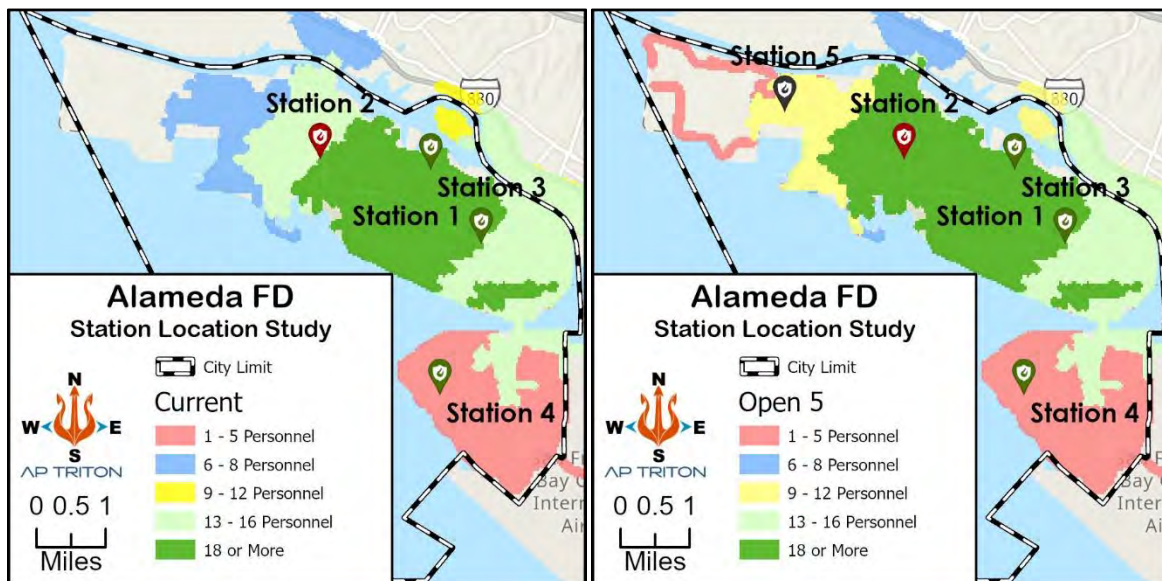 Station 2
880
Station 3
Station 1
Alameda FD
Station Location Study
City Limit
Current
N
W E
S
AP TRITON
1 - 5 Personnel
6 - 8 Personnel
9 - 12 Personnel
13 - 16 Personnel
18 or More
0 0.5 1
Miles
Station 4
Bay
Intern
Station 5
Station 2
880
Station 3
Station 1
Alameda FD
Station Location Study
City Limit
Open 5
N
W E
S
AP TRITON
1 - 5 Personnel
6 - 8 Personnel
9 - 12 Personnel
13 - 16 Personnel
18 or More
0 0.5 1
Miles
Station 4
Bay
Intern